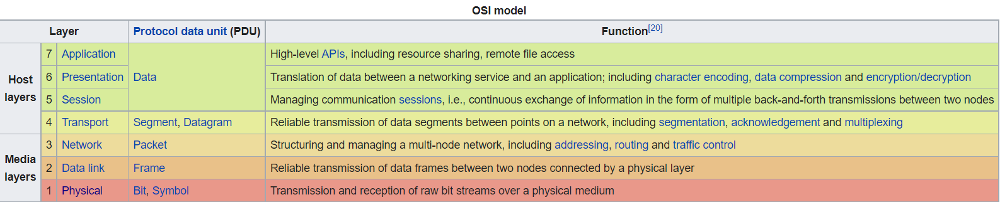 OSI model
Layer Protocol data unit (PDU) Function[20]
Host layers
7 Application Data High-level APIs, including resource sharing, remote file access
6 Presentation Translation of data between a networking service and an application; including character encoding, data compression and encryption/decryption
5 Session Managing communication sessions, i.e., continuous exchange of information in the form of multiple back-and-forth transmissions between two nodes
4 Transport Segment, Datagram Reliable transmission of data segments between points on a network, including segmentation, acknowledgement and multiplexing
Media layers
3 Network Packet Structuring and managing a multi-node network, including addressing, routing and traffic control
2 Data link Frame Reliable transmission of data frames between two nodes connected by a physical layer
1 Physical Bit, Symbol Transmission and reception of raw bit streams over a physical medium